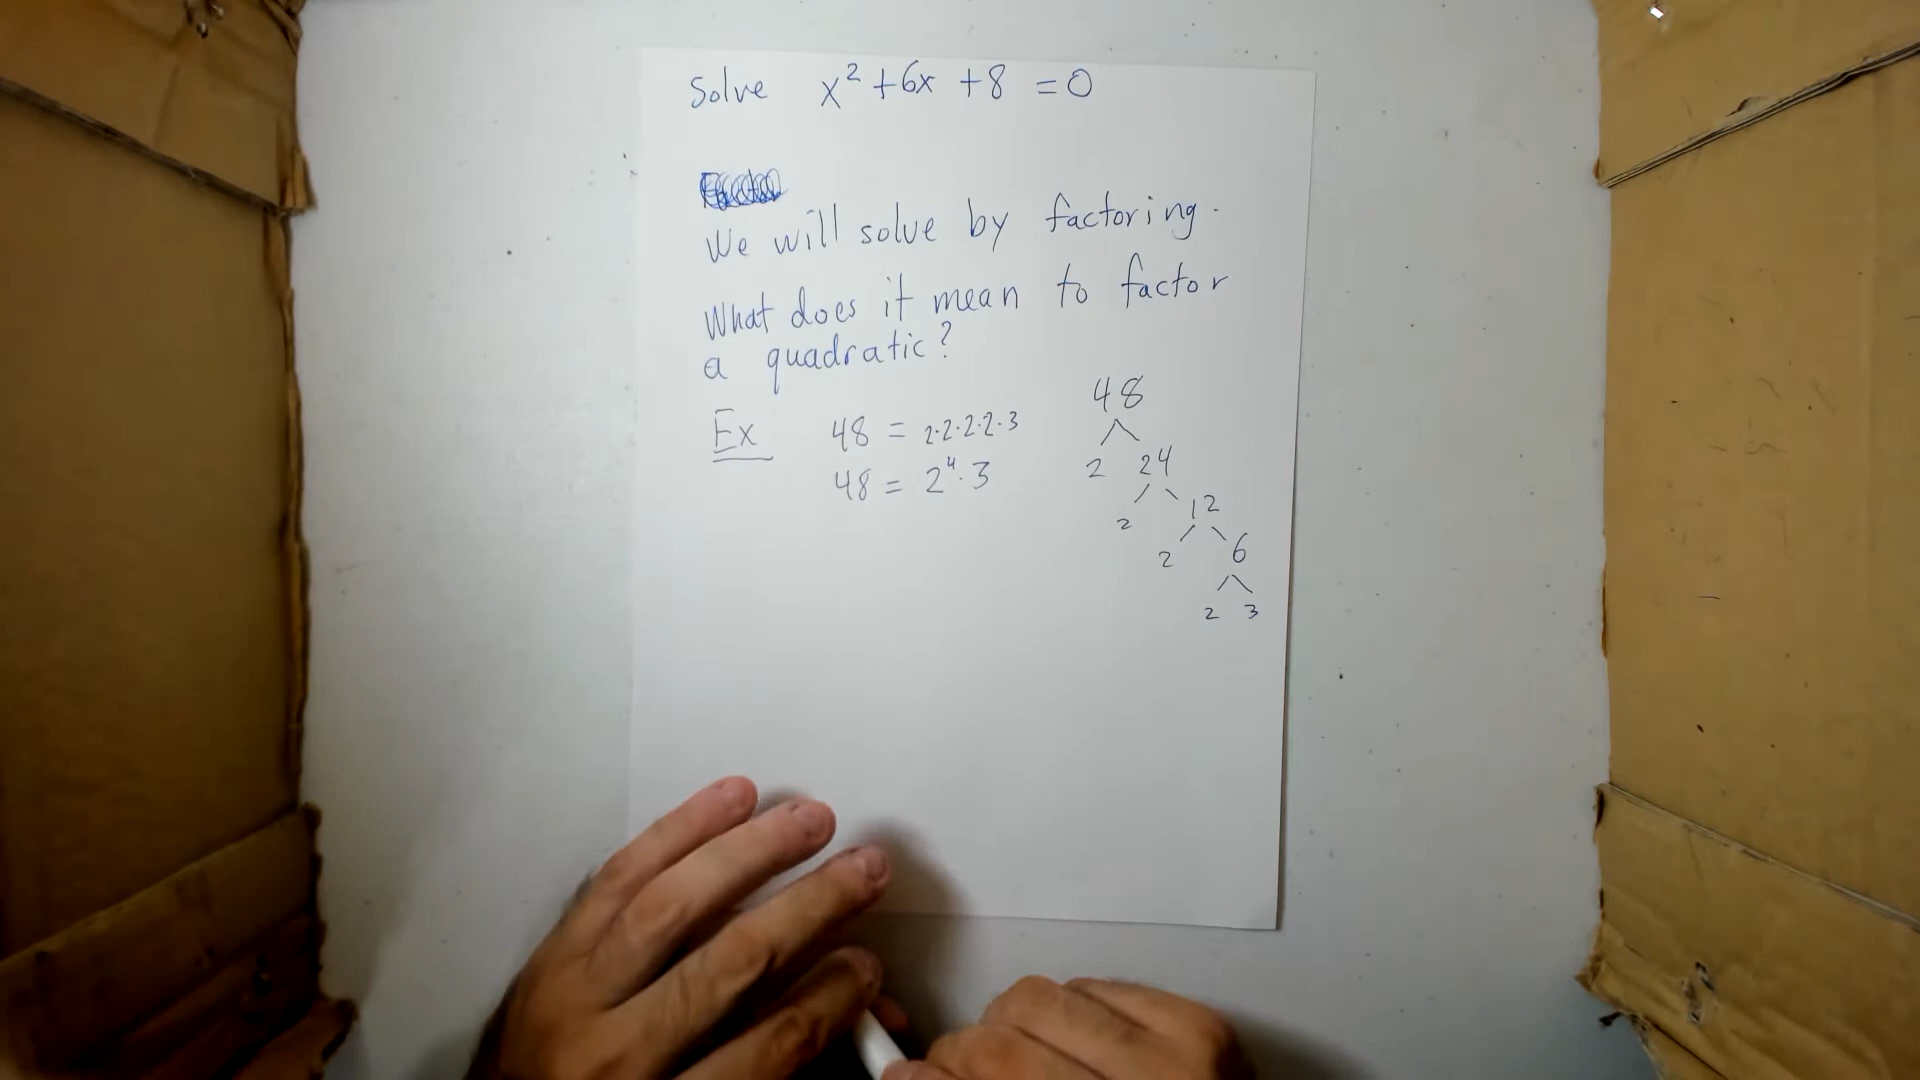 Solve x² + 6x + 8 = 0
We will solve by factoring.
What does it mean to factor
a quadratic?
Ex 48 = 2·2·2·2·3
48 = 2⁴·3
48
2 24
2 12
2 6
2 3